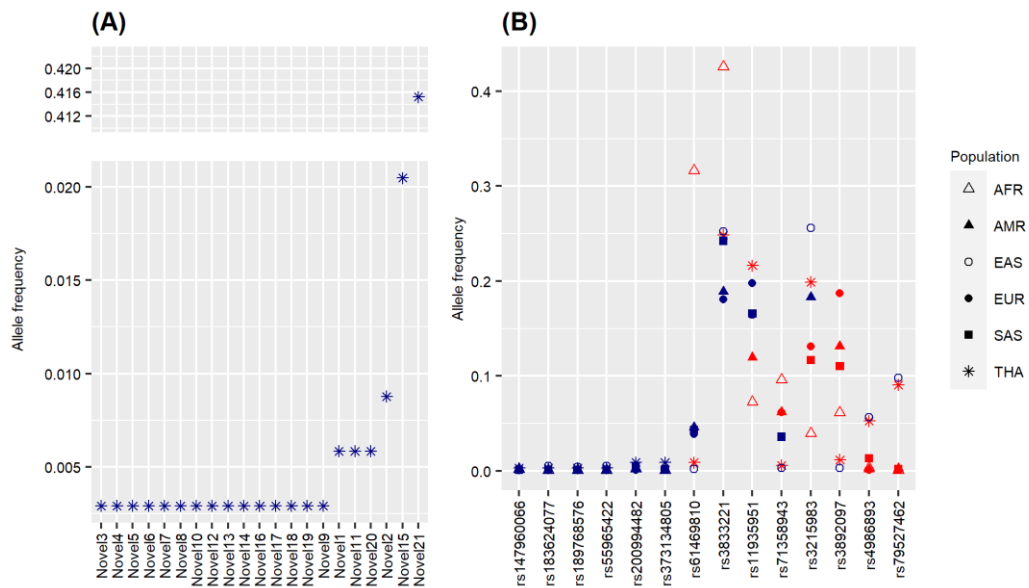 (A)
(B)
0.420
0.416
0.412
0.020
0.015
0.010
0.005
Allele frequency
Novel3
Novel4
Novel5
Novel6
Novel7
Novel8
Novel10
Novel12
Novel13
Novel14
Novel16
Novel17
Novel18
Novel19
Novel9
Novel1
Novel11
Novel20
Novel2
Novel15
Novel21
0.4
0.3
0.2
0.1
0.0
Allele frequency
rs147960066
rs183624077
rs189768576
rs555965422
rs200994482
rs373134805
rs61469810
rs3833221
rs11935951
rs71358943
rs3215983
rs3892097
rs4986893
rs79527462
Population
AFR
AMR
EAS
EUR
SAS
THA